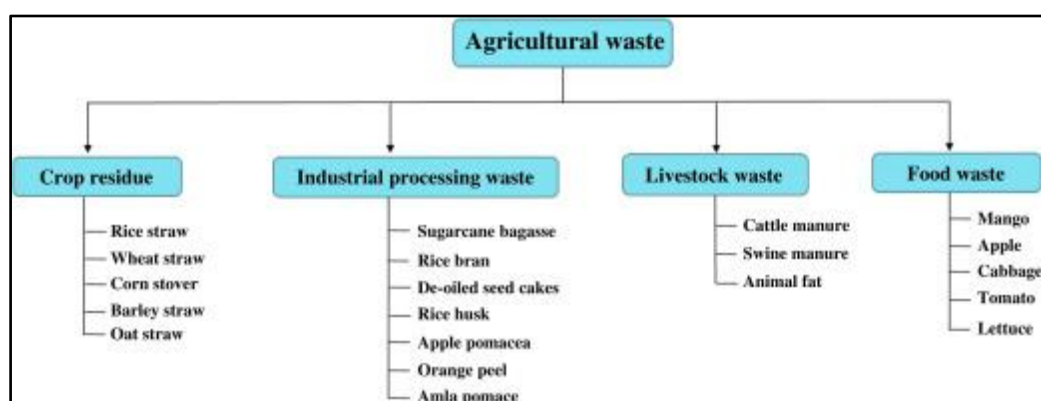 Agricultural waste
Crop residue
Rice straw
Wheat straw
Corn stover
Barley straw
Oat straw
Industrial processing waste
Sugarcane bagasse
Rice bran
De-oiled seed cakes
Rice husk
Apple pomacea
Orange peel
Amla pomace
Livestock waste
Cattle manure
Swine manure
Animal fat
Food waste
Mango
Apple
Cabbage
Tomato
Lettuce